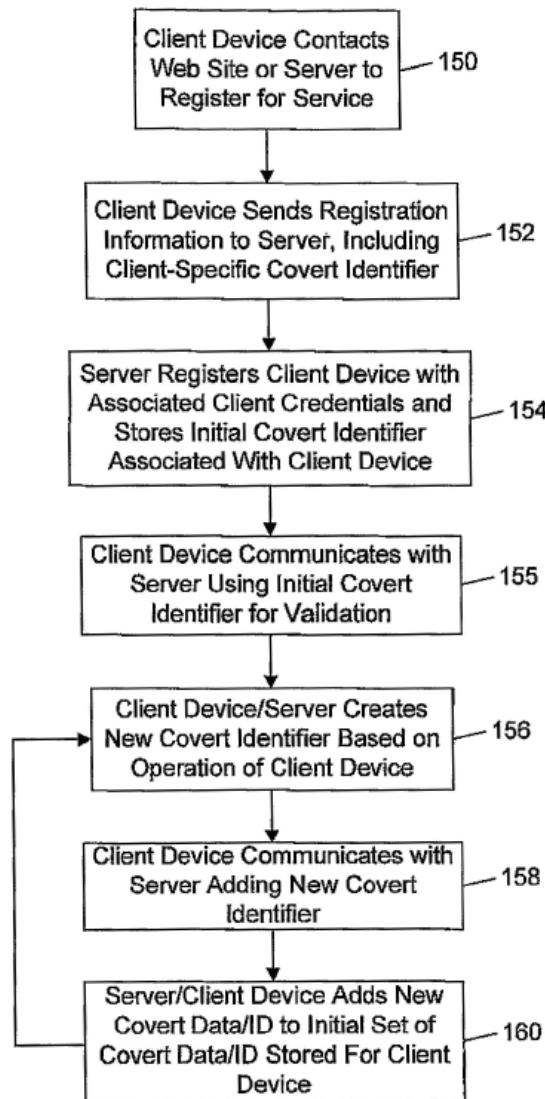 Client Device Contacts
Web Site or Server to
Register for Service
150
Client Device Sends Registration
Information to Server, Including
Client-Specific Covert Identifier
152
Server Registers Client Device with
Associated Client Credentials and
Stores Initial Covert Identifier
Associated With Client Device
154
Client Device Communicates with
Server Using Initial Covert
Identifier for Validation
155
Client Device/Server Creates
New Covert Identifier Based on
Operation of Client Device
156
Client Device Communicates with
Server Adding New Covert
Identifier
158
Server/Client Device Adds New
Covert Data/ID to Initial Set of
Covert Data/ID Stored For Client
Device
160